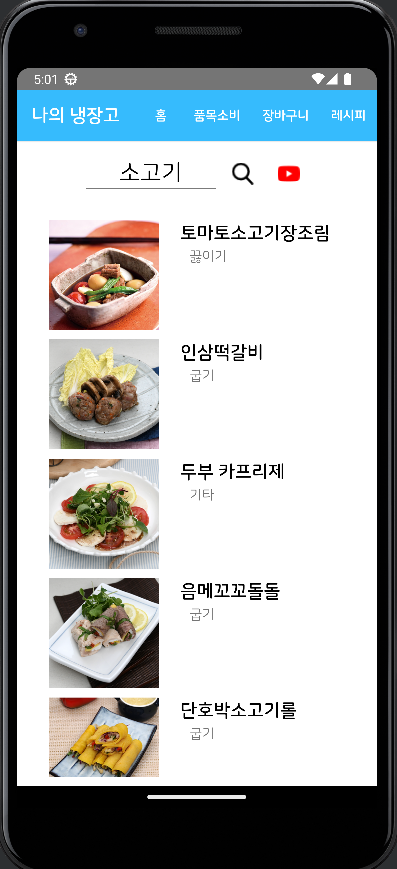 5:01
나의 냉장고 홈 품목소비 장바구니 레시피
소고기
토마토소고기장조림
끓이기
인삼떡갈비
굽기
두부 카프리제
기타
음메꼬꼬돌돌
굽기
단호박소고기롤
굽기